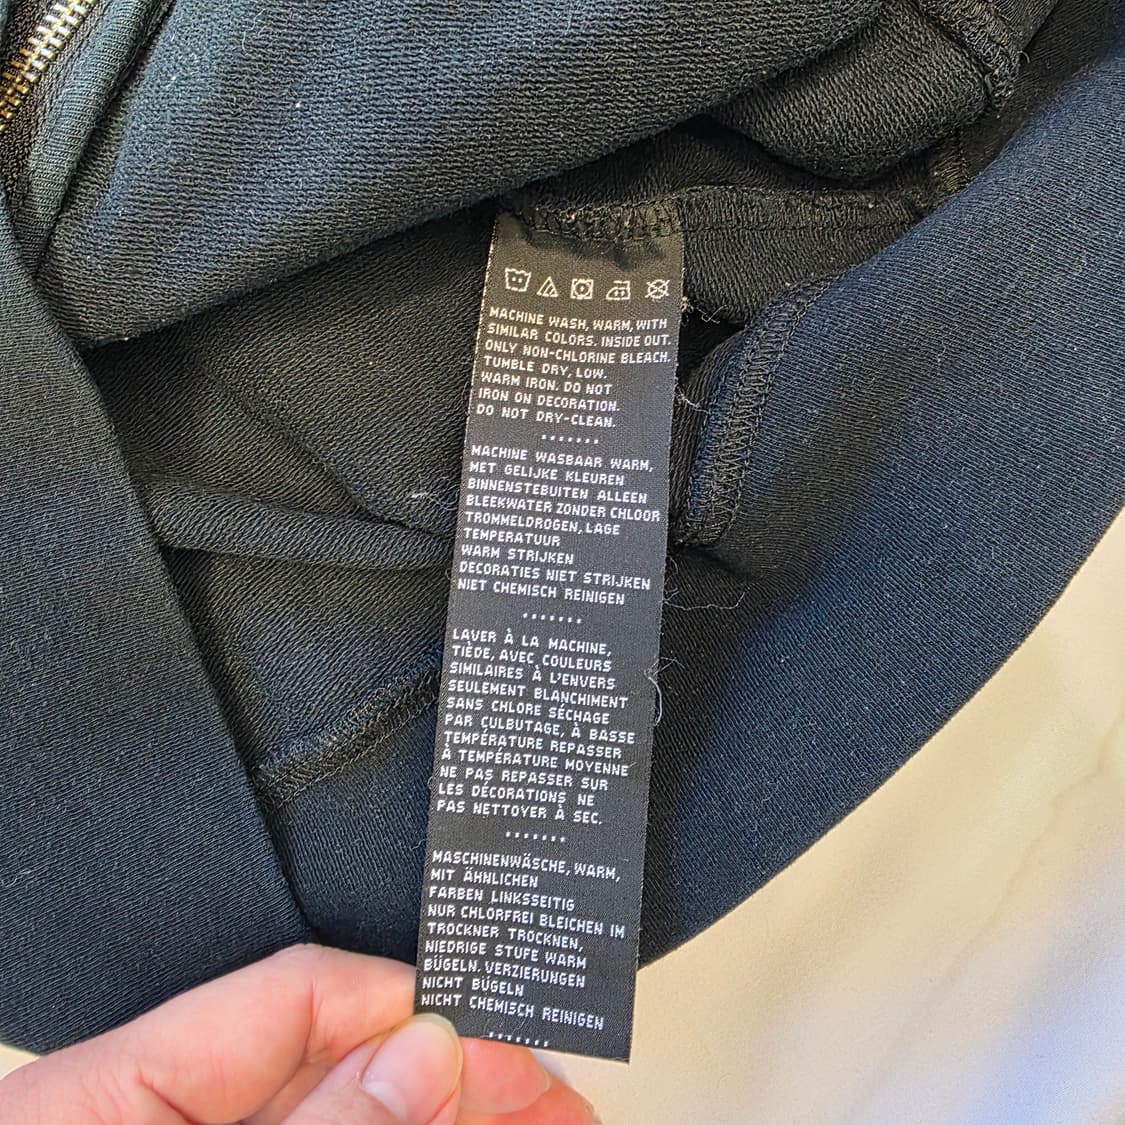 MACHINE WASH, WARM, WITH
SIMILAR COLORS. INSIDE OUT.
ONLY NON-CHLORINE BLEACH.
TUMBLE DRY, LOW.
WARM IRON. DO NOT
IRON ON DECORATION.
DO NOT DRY-CLEAN.
MACHINE WASBAAR WARM,
MET GELIJKE KLEUREN
BINNENSTEBUITEN ALLEEN
BLEEKWATER ZONDER CHLOOR
TROMMELDROGEN, LAGE
TEMPERATUUR
WARM STRIJKEN
DECORATIES NIET STRIJKEN
NIET CHEMISCH REINIGEN
LAVER À LA MACHINE,
TIÈDE, AVEC COULEURS
SIMILAIRES À L'ENVERS
SEULEMENT BLANCHIMENT
SANS CHLORE SÉCHAGE
PAR CULBUTAGE, À BASSE
TEMPÉRATURE REPASSER
À TEMPÉRATURE MOYENNE
NE PAS REPASSER SUR
LES DÉCORATIONS NE
PAS NETTOYER À SEC.
MASCHINENWÄSCHE, WARM,
MIT ÄHNLICHEN
FARBEN LINKSSEITIG
NUR CHLORFREI BLEICHEN IM
TROCKNER TROCKNEN,
NIEDRIGE STUFE WARM
BÜGELN. VERZIERUNGEN
NICHT BÜGELN
NICHT CHEMISCH REINIGEN